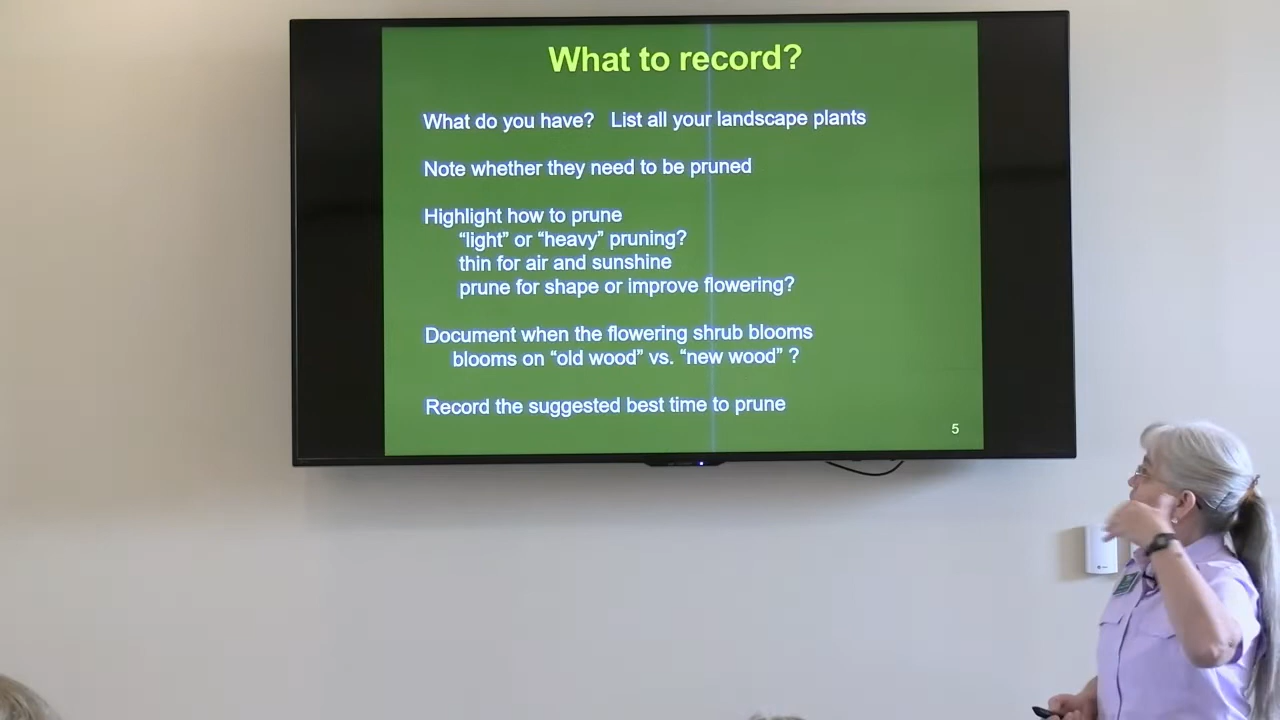 What to record?
What do you have? List all your landscape plants
Note whether they need to be pruned
Highlight how to prune
“light” or “heavy” pruning?
thin for air and sunshine
prune for shape or improve flowering?
Document when the flowering shrub blooms
blooms on “old wood” vs. “new wood” ?
Record the suggested best time to prune
5